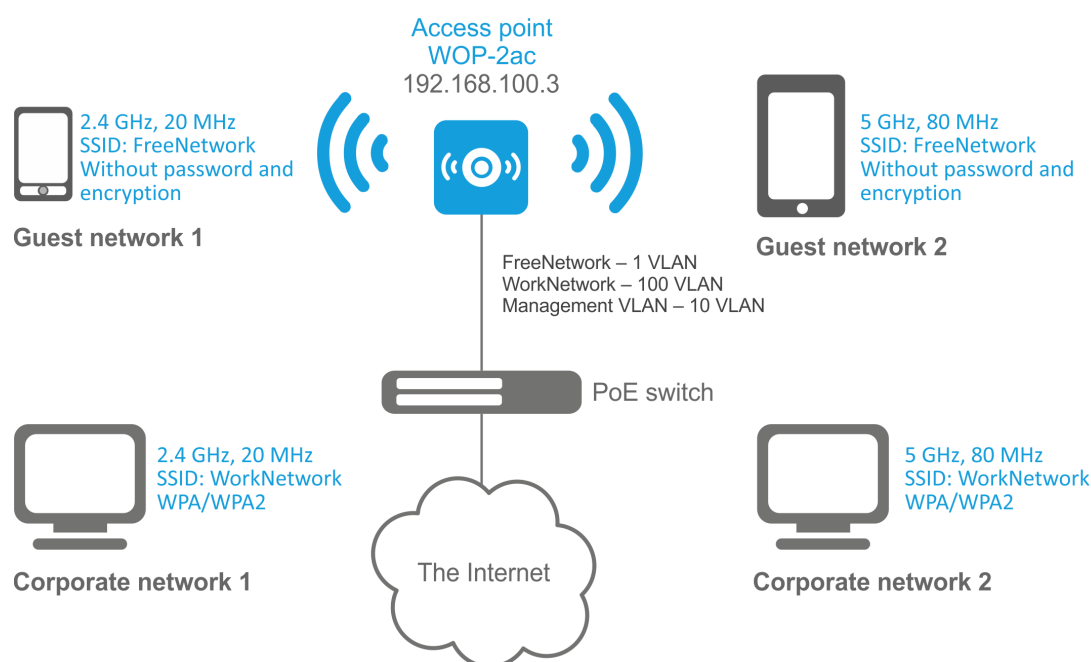 Access point
WOP-2ac
192.168.100.3
2.4 GHz, 20 MHz
SSID: FreeNetwork
Without password and
encryption
Guest network 1
5 GHz, 80 MHz
SSID: FreeNetwork
Without password and
encryption
Guest network 2
FreeNetwork – 1 VLAN
WorkNetwork – 100 VLAN
Management VLAN – 10 VLAN
PoE switch
2.4 GHz, 20 MHz
SSID: WorkNetwork
WPA/WPA2
Corporate network 1
The Internet
5 GHz, 80 MHz
SSID: WorkNetwork
WPA/WPA2
Corporate network 2